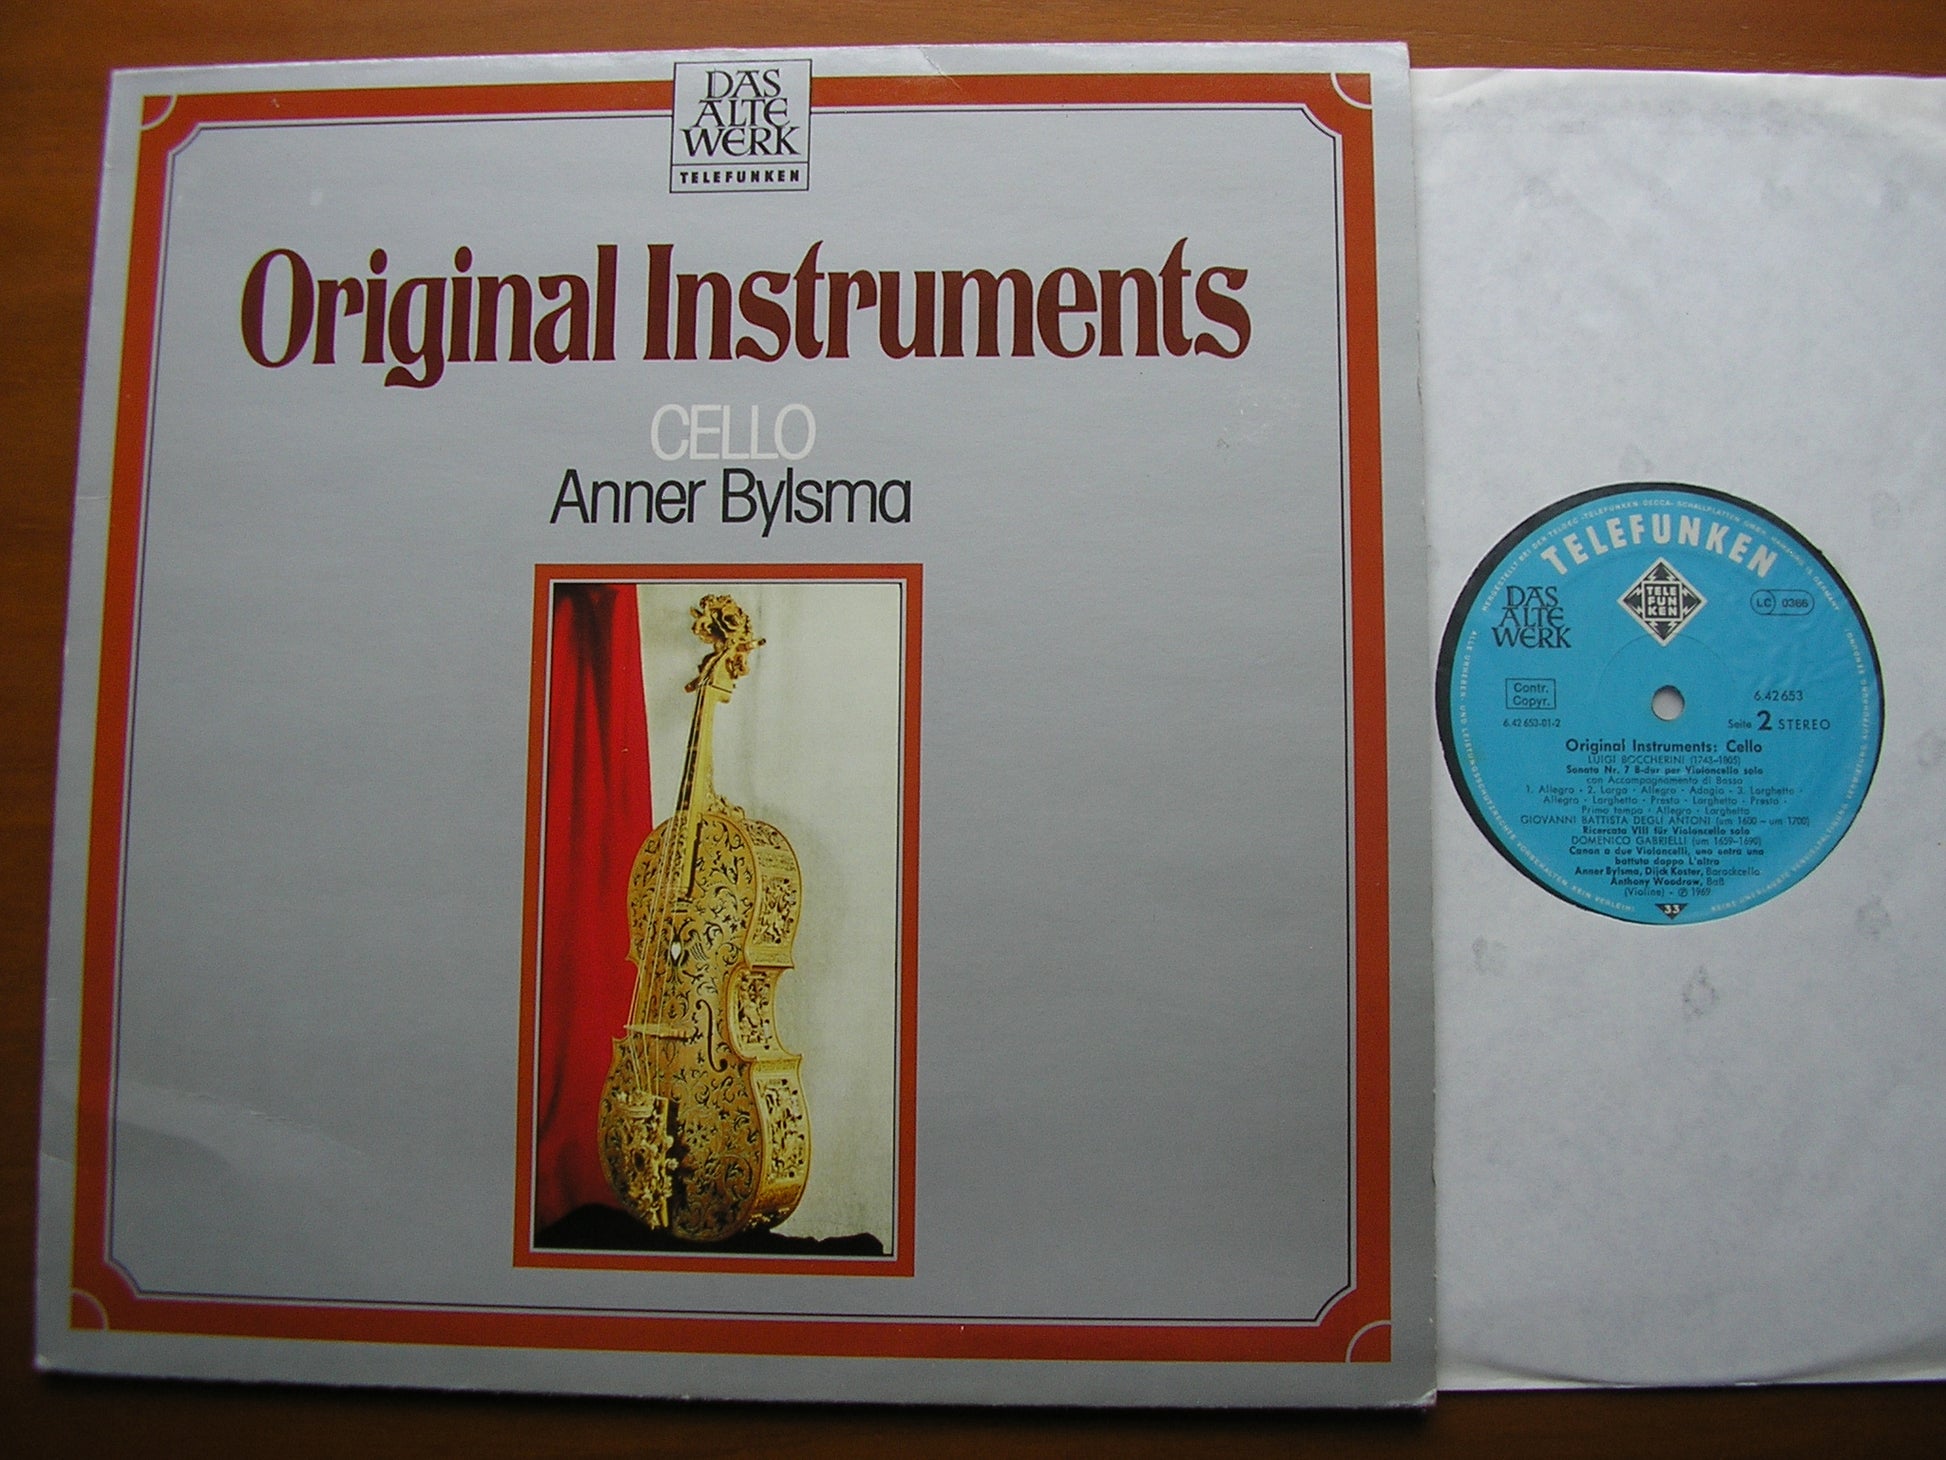 DAS
ALTE
WERK
TELEFUNKEN
Original Instruments
CELLO
Anner Bylsma
TELEFUNKEN
DAS
ALTE
WERK
TELE
FUN
KEN
LC 0366
Contr.
Copyr.
6.42 653-01-2
6.42653
Seite 2 STEREO
Original Instruments: Cello
LUIGI BOCCHERINI (1743-1805)
Sonata Nr. 7 B-dur per Violoncello solo
con Accompagnamento di Basso
1. Allegro - 2. Largo - Allegro - Adagio - 3. Larghetto -
Allegro - Larghetto - Presto - Larghetto - Presto -
Primo tempo - Allegro - Larghetto
GIOVANNI BATTISTA DEGLI ANTONI (um 1600 - um 1700)
Ricercata VIII für Violoncello solo
DOMENICO GABRIELLI (um 1659-1690)
Canon a due Violoncelli, uno entra una
battuta doppo L'altro
Anner Bylsma, Dijck Koster, Barockcello
Anthony Woodrow, Baß
(Violine) - ℗ 1969
33